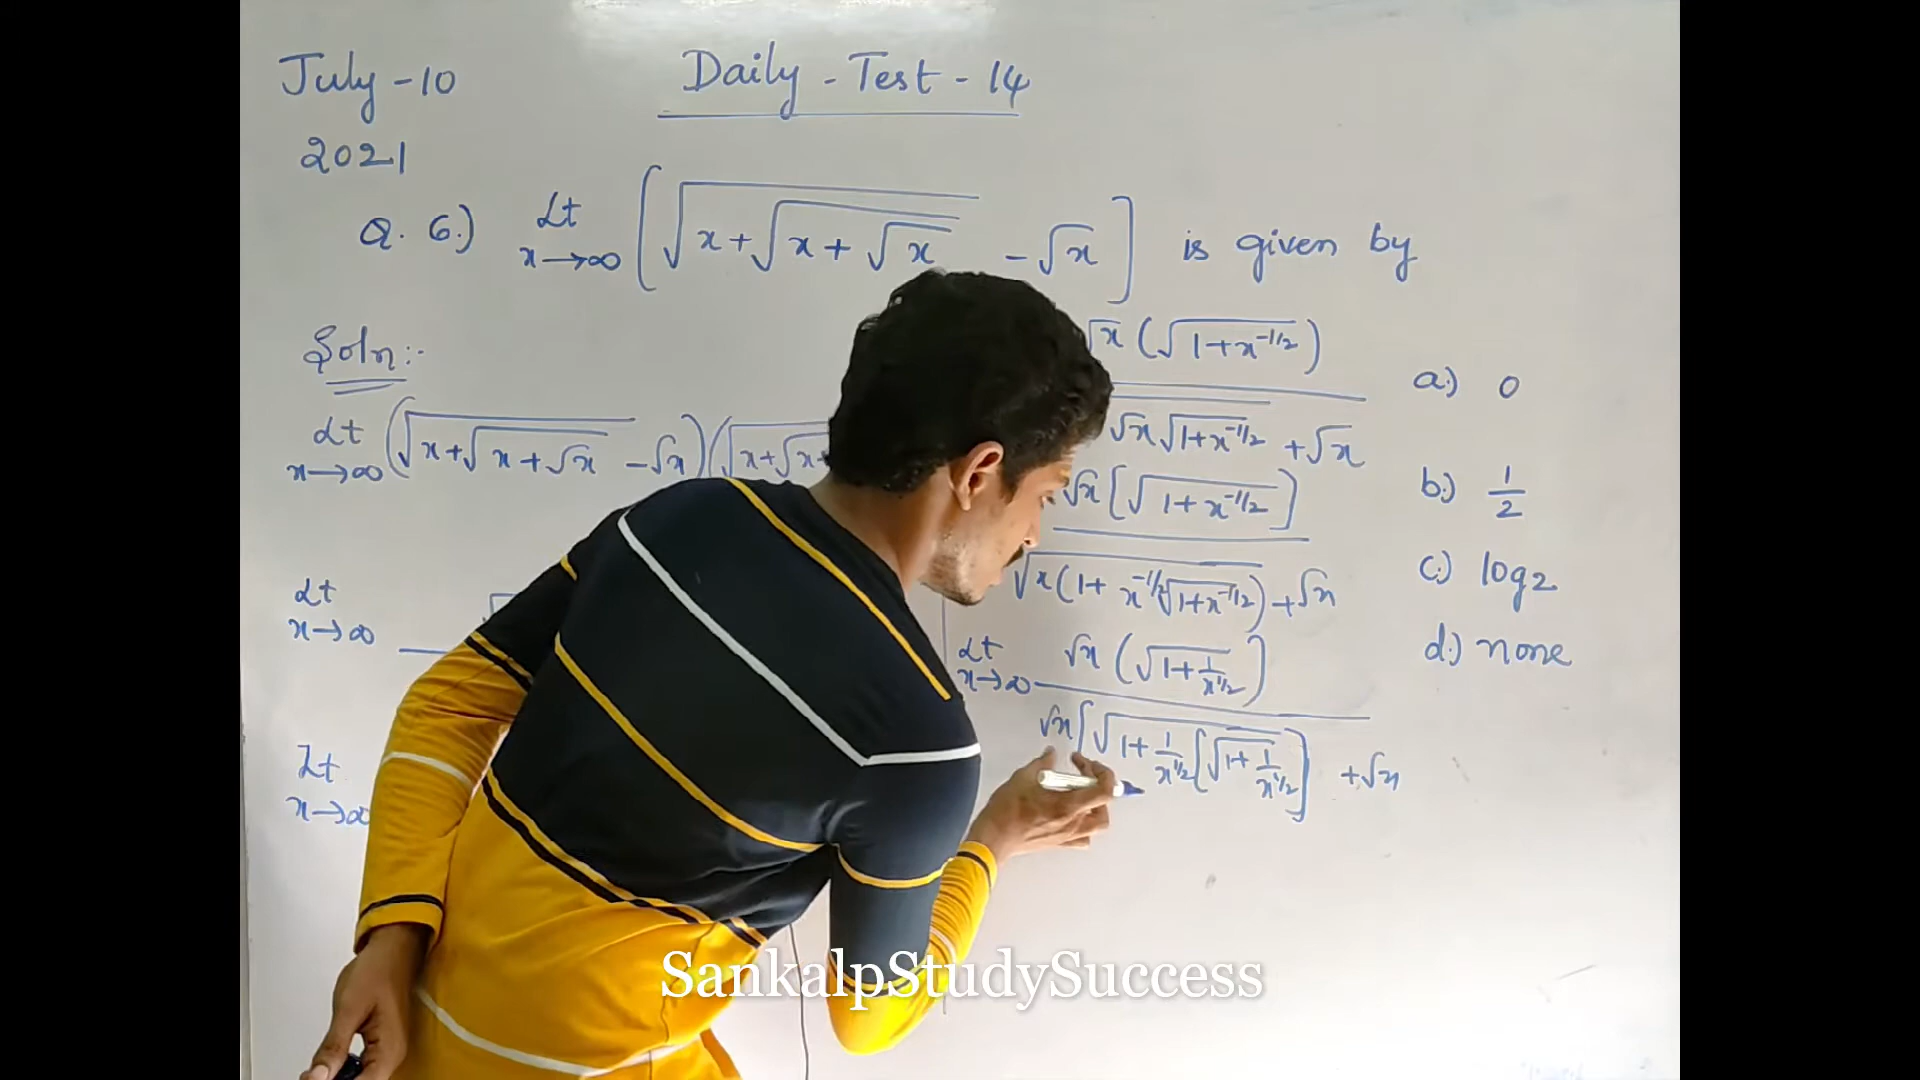 July - 10
Daily - Test - 14
2021
Q. 6.) Lt x→∞ [√(x+√(x+√x)) - √x] is given by
Soln:-
Lt x→∞ (√(x+√(x+√x)) - √x)(√(x+√(x+
Lt x→∞
Lt x→∞
√x (√(1+x^(-1/2)))
√x √(1+x^(-1/2)) + √x
√x [√(1+x^(-1/2))]
√(x(1+x^(-1/2) √(1+x^(-1/2)))) + √x
Lt x→∞ √x (√(1+1/x^(1/2)))
√x [√(1+1/x^(1/2) [√(1+1/x^(1/2))]] + √x
a.) 0
b.) 1/2
c.) log2
d.) none
SankalpStudySuccess